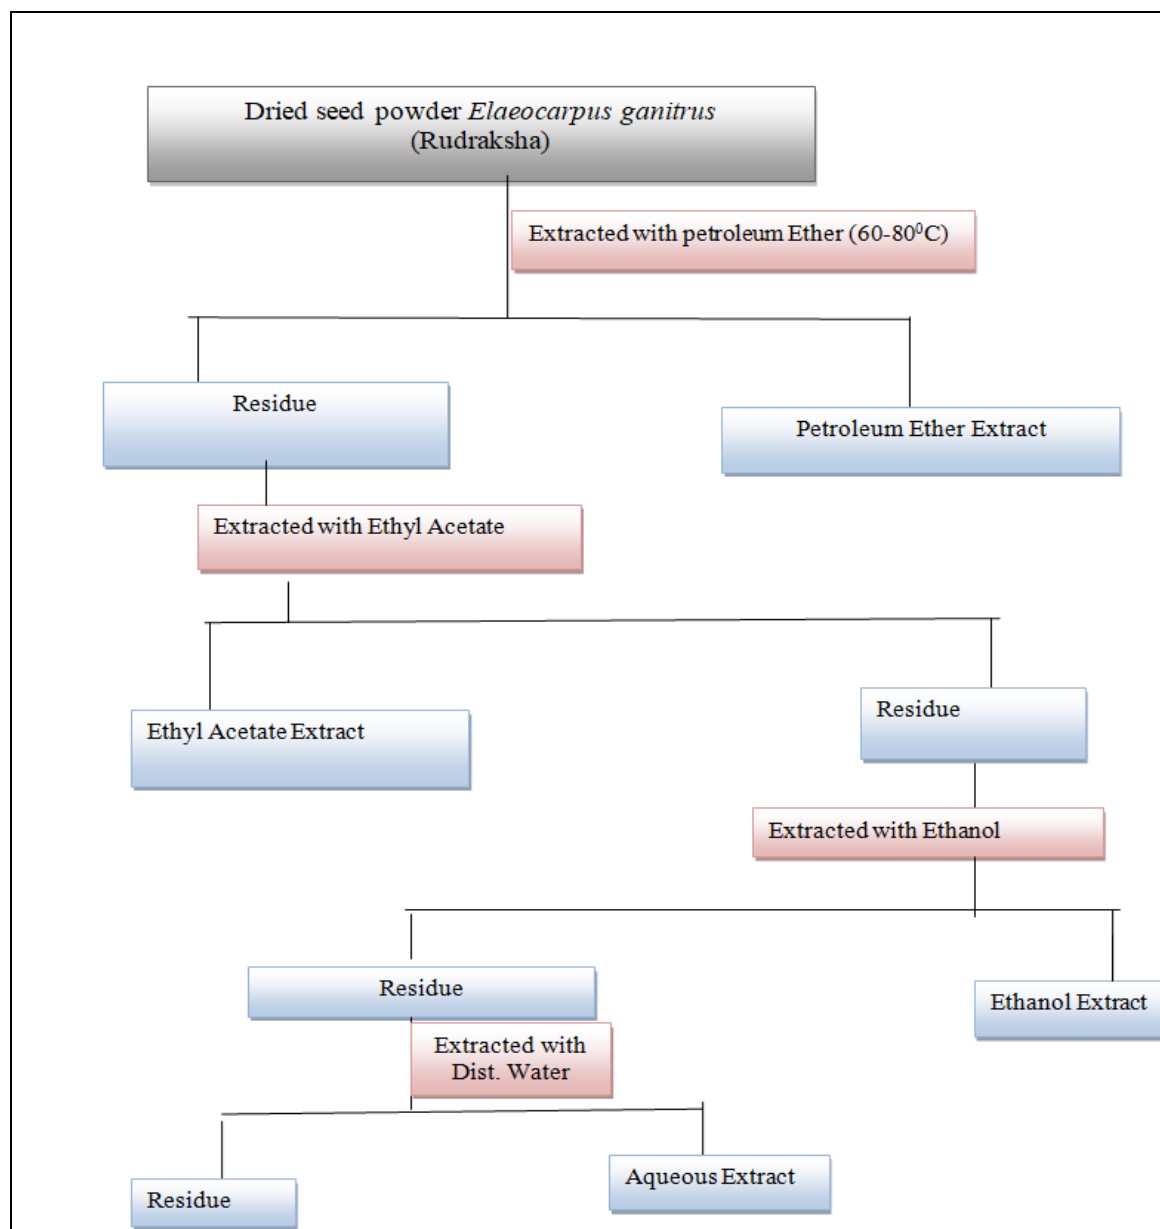 Dried seed powder Elaeocarpus ganitrus
(Rudraksha)
Extracted with petroleum Ether (60-80⁰C)
Residue
Petroleum Ether Extract
Extracted with Ethyl Acetate
Ethyl Acetate Extract
Residue
Extracted with Ethanol
Residue
Ethanol Extract
Extracted with
Dist. Water
Residue
Aqueous Extract